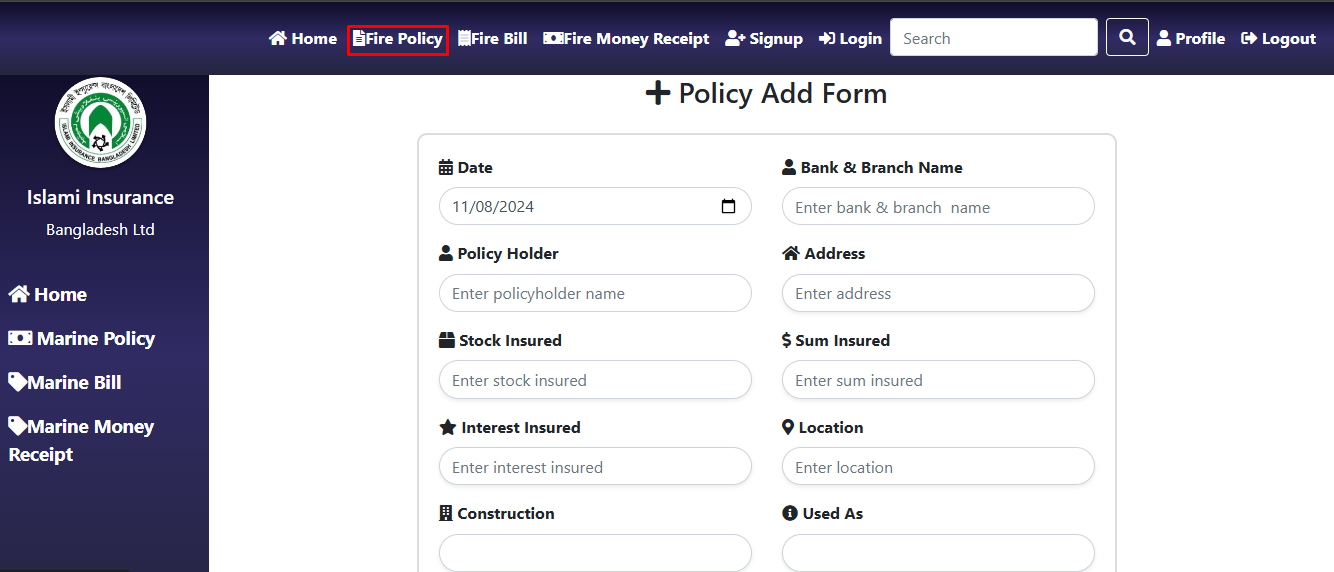 Home Fire Policy Fire Bill Fire Money Receipt Signup Login Search Profile Logout
ইসলামী ইন্স্যুরেন্স বাংলাদেশ লিমিটেড
ISLAMI INSURANCE BANGLADESH LIMITED
Islami Insurance
Bangladesh Ltd
Home
Marine Policy
Marine Bill
Marine Money
Receipt
Policy Add Form
Date
11/08/2024
Bank & Branch Name
Enter bank & branch  name
Policy Holder
Enter policyholder name
Address
Enter address
Stock Insured
Enter stock insured
Sum Insured
Enter sum insured
Interest Insured
Enter interest insured
Location
Enter location
Construction
Used As